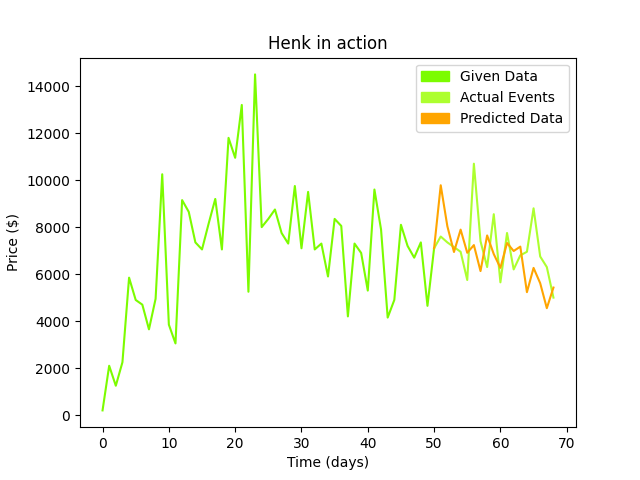 Henk in action
Given Data
Actual Events
Predicted Data
14000
12000
10000
8000
6000
4000
2000
0
Price ($)
0 10 20 30 40 50 60 70
Time (days)